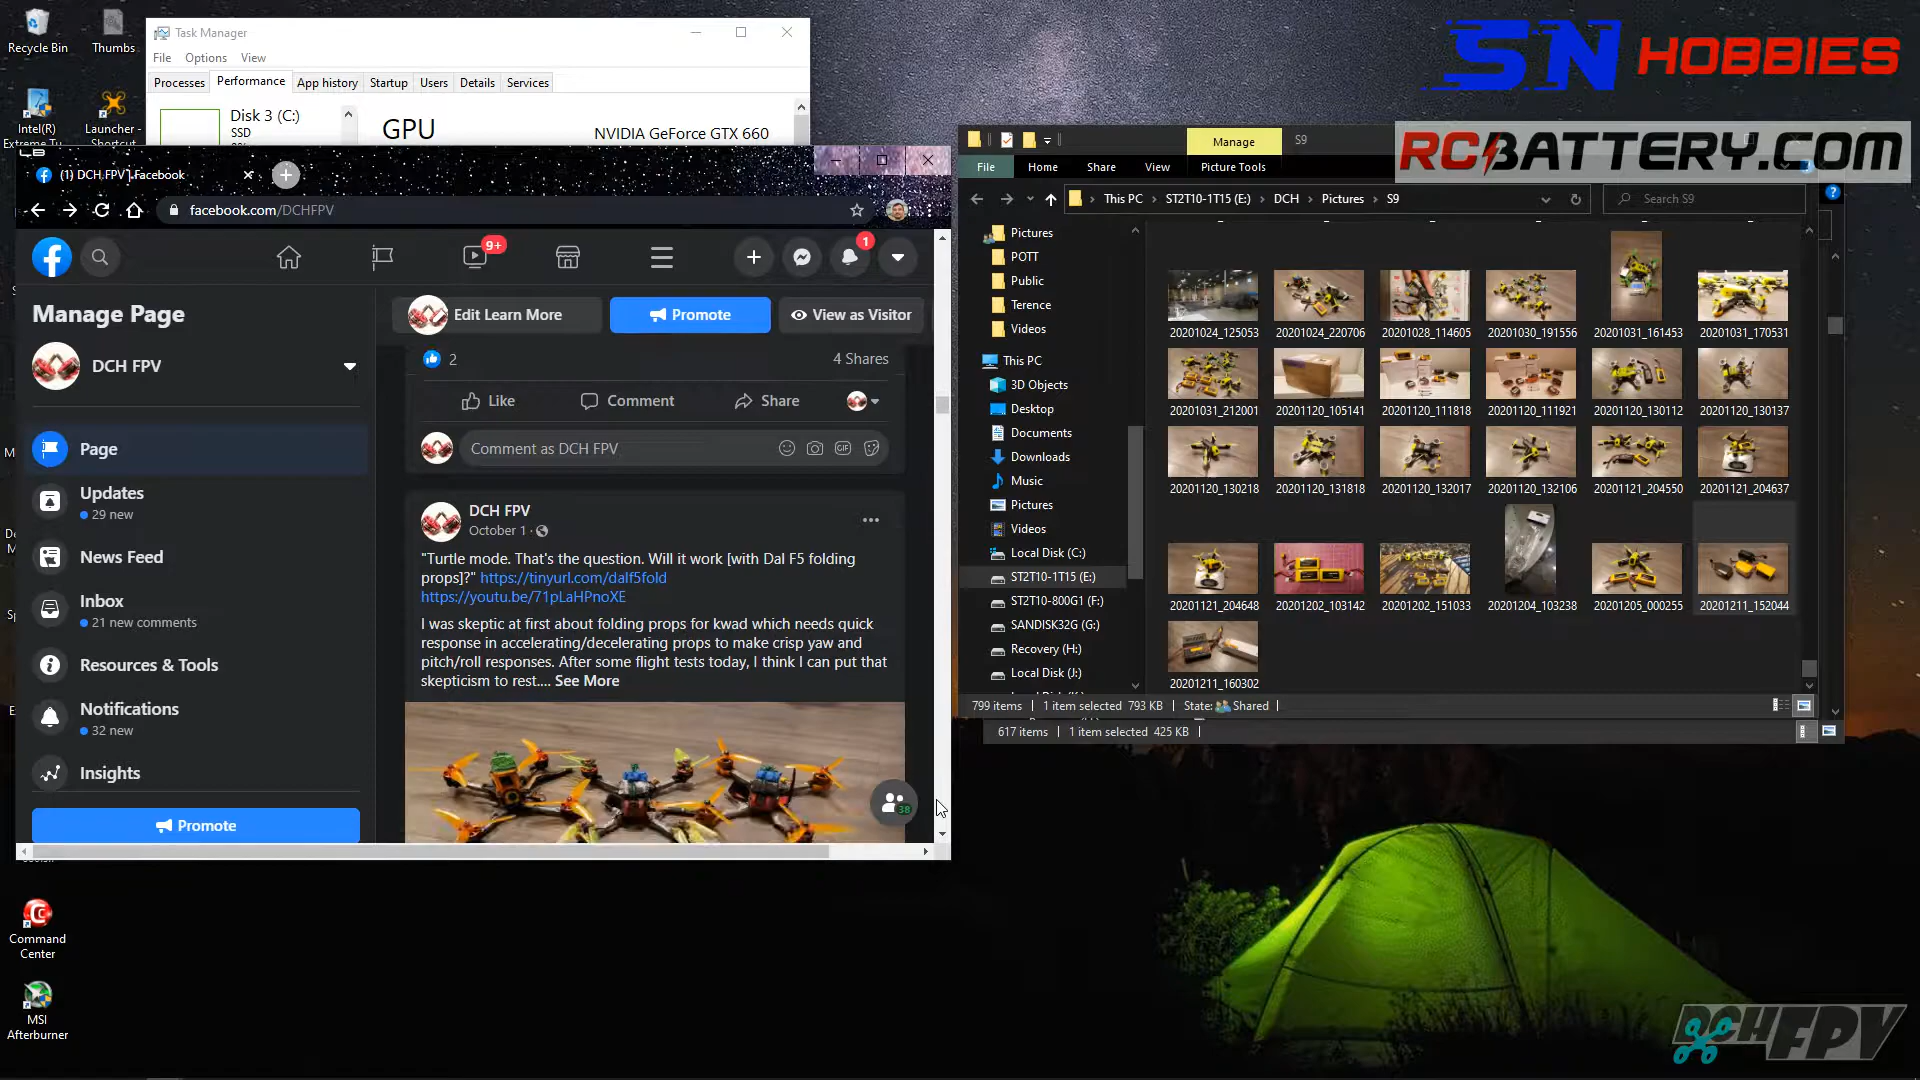 Recycle Bin
Thumbs
Intel(R)
Extreme Tu...
Launcher -
Shortcut
Task Manager
File Options View
Processes Performance App history Startup Users Details Services
Disk 3 (C:)
SSD
GPU
NVIDIA GeForce GTX 660
SN HOBBIES
RCBATTERY.COM
(1) DCH FPV | Facebook
facebook.com/DCHFPV
9+
1
Manage Page
DCH FPV
Page
Updates
29 new
News Feed
Inbox
21 new comments
Resources & Tools
Notifications
32 new
Insights
Promote
Edit Learn More
Promote
View as Visitor
2
4 Shares
Like
Comment
Share
Comment as DCH FPV
GIF
DCH FPV
October 1 ·
"Turtle mode. That's the question. Will it work [with Dal F5 folding
props]?" https://tinyurl.com/dalf5fold
https://youtu.be/71pLaHPnoXE
I was skeptic at first about folding props for kwad which needs quick
response in accelerating/decelerating props to make crisp yaw and
pitch/roll responses. After some flight tests today, I think I can put that
skepticism to rest.... See More
38
Manage
S9
File Home Share View Picture Tools
This PC > ST2T10-1T15 (E:) > DCH > Pictures > S9
Search S9
Pictures
POTT
Public
Terence
Videos
This PC
3D Objects
Desktop
Documents
Downloads
Music
Pictures
Videos
Local Disk (C:)
ST2T10-1T15 (E:)
ST2T10-800G1 (F:)
SANDISK32G (G:)
Recovery (H:)
Local Disk (J:)
20201024_125053 20201024_220706 20201028_114605 20201030_191556 20201031_161453 20201031_170531
20201031_212001 20201120_105141 20201120_111818 20201120_111921 20201120_130112 20201120_130137
20201120_130218 20201120_131818 20201120_132017 20201120_132106 20201121_204550 20201121_204637
20201121_204648 20201202_103142 20201202_151033 20201204_103238 20201205_000255 20201211_152044
20201211_160302
799 items 1 item selected 793 KB State: Shared
617 items 1 item selected 425 KB
Command
Center
MSI
Afterburner
DCHFPV